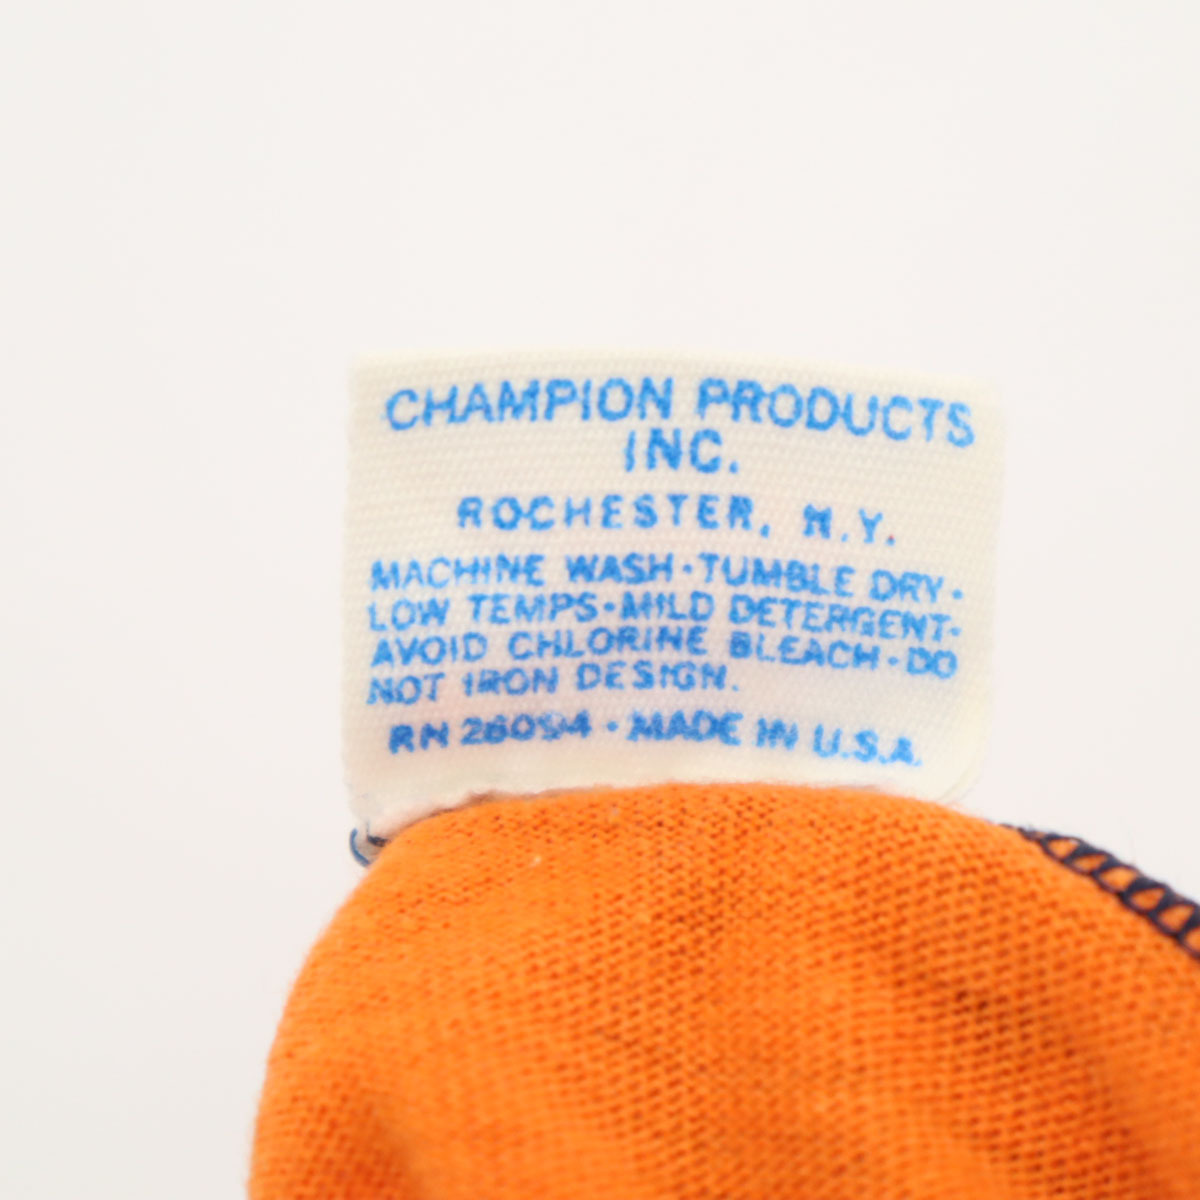 CHAMPION PRODUCTS
INC.
ROCHESTER, N.Y.
MACHINE WASH·TUMBLE DRY·
LOW TEMPS·MILD DETERGENT·
AVOID CHLORINE BLEACH·DO
NOT IRON DESIGN.
RN 26094 · MADE IN U.S.A.